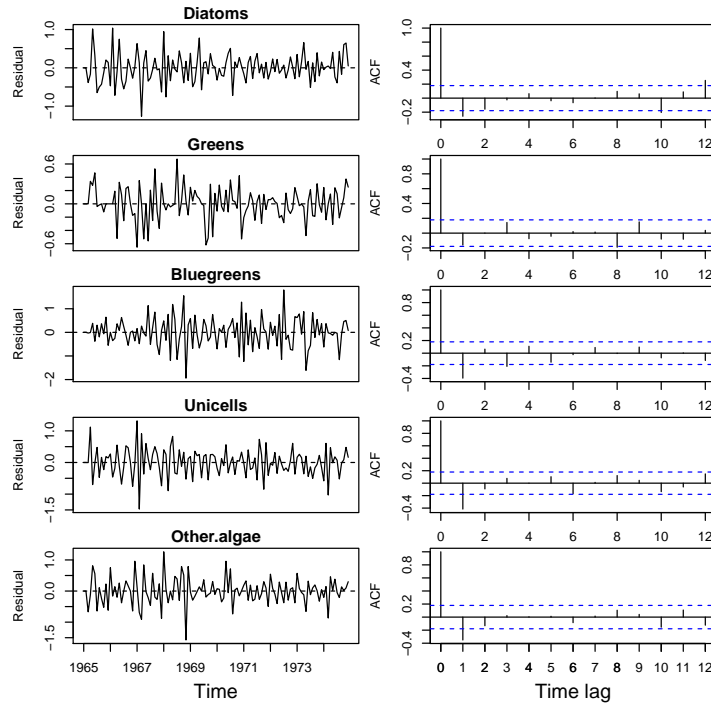 Diatoms
Residual
1.0
0.0
−1.0
ACF
1.0
0.4
−0.2
0 2 4 6 8 10 12
Greens
Residual
0.6
0.0
−0.6
ACF
0.8
0.2
−0.2
0 2 4 6 8 10 12
Bluegreens
Residual
1
0
−2
ACF
0.8
0.2
−0.4
0 2 4 6 8 10 12
Unicells
Residual
1.0
0.0
−1.5
ACF
0.8
0.2
−0.4
0 2 4 6 8 10 12
Other.algae
Residual
1.0
0.0
−1.5
ACF
0.8
0.2
−0.4
1965 1967 1969 1971 1973
0 1 2 3 4 5 6 7 8 9 10 11 12
Time
Time lag